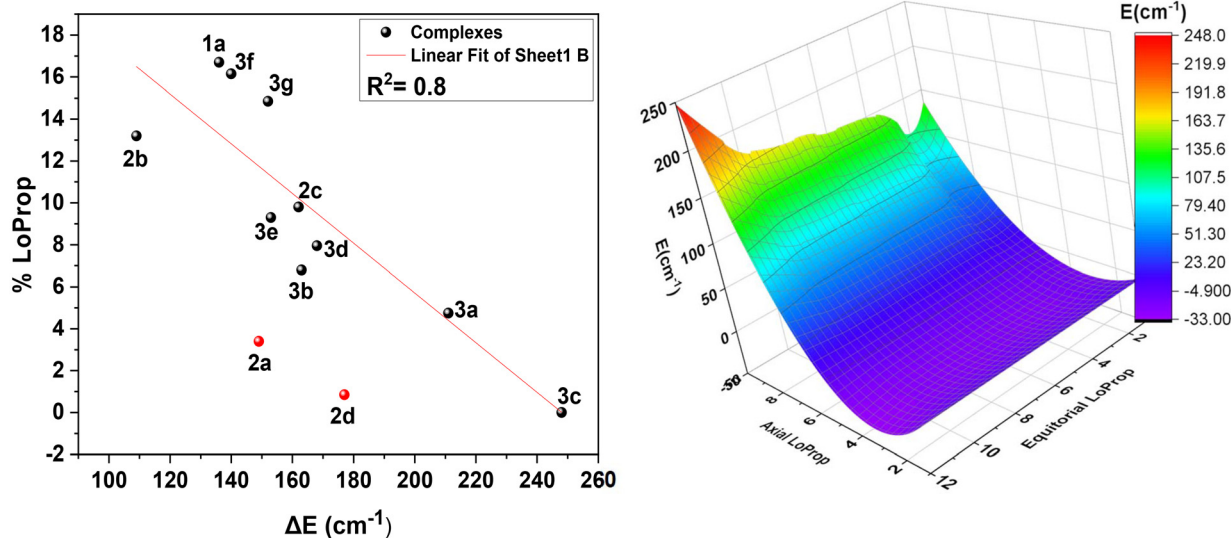 Complexes
Linear Fit of Sheet1 B
R²= 0.8
18
16
14
12
10
8
6
4
2
0
-2
% LoProp
1a
3f
3g
2b
2c
3e
3d
3b
3a
2a
2d
3c
100
120
140
160
180
200
220
240
260
ΔE (cm⁻¹)
E(cm⁻¹)
248.0
219.9
191.8
163.7
135.6
107.5
79.40
51.30
23.20
-4.900
-33.00
250
200
150
100
50
0
E(cm⁻¹)
8
6
4
2
Axial LoProp
12
10
8
6
4
2
Equitorial LoProp